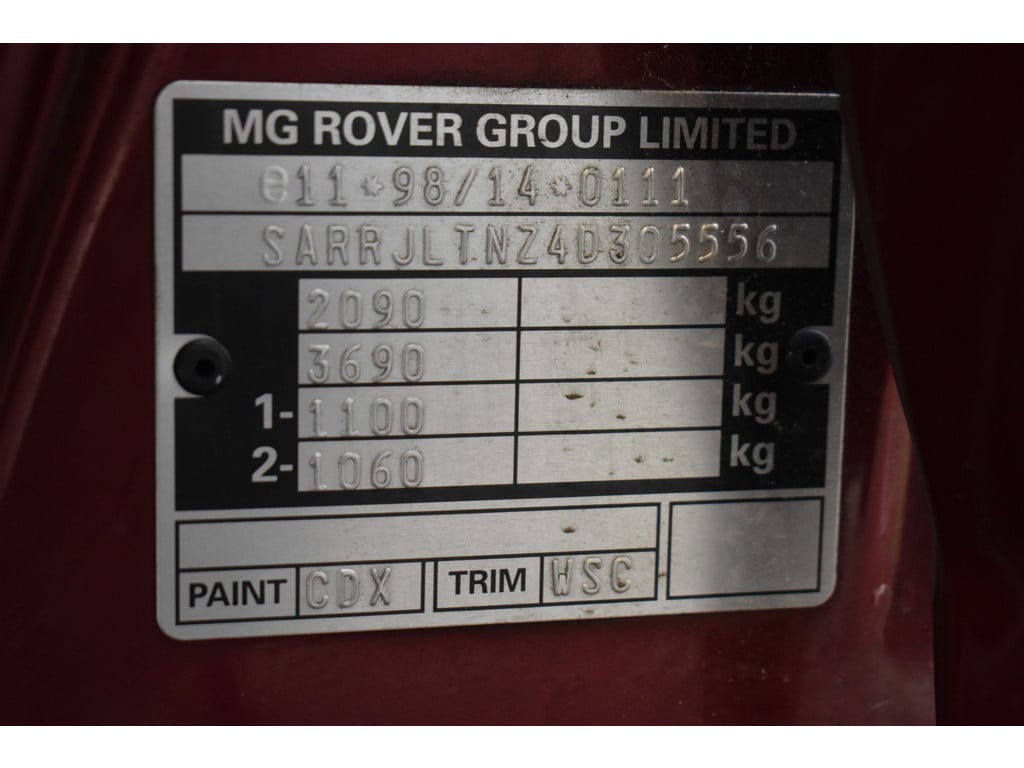 MG ROVER GROUP LIMITED
e11*98/14*0111
SARRJLTNZ4D305556
2090 kg
3690 kg
1- 1100 kg
2- 1060 kg
PAINT CDX TRIM WSC